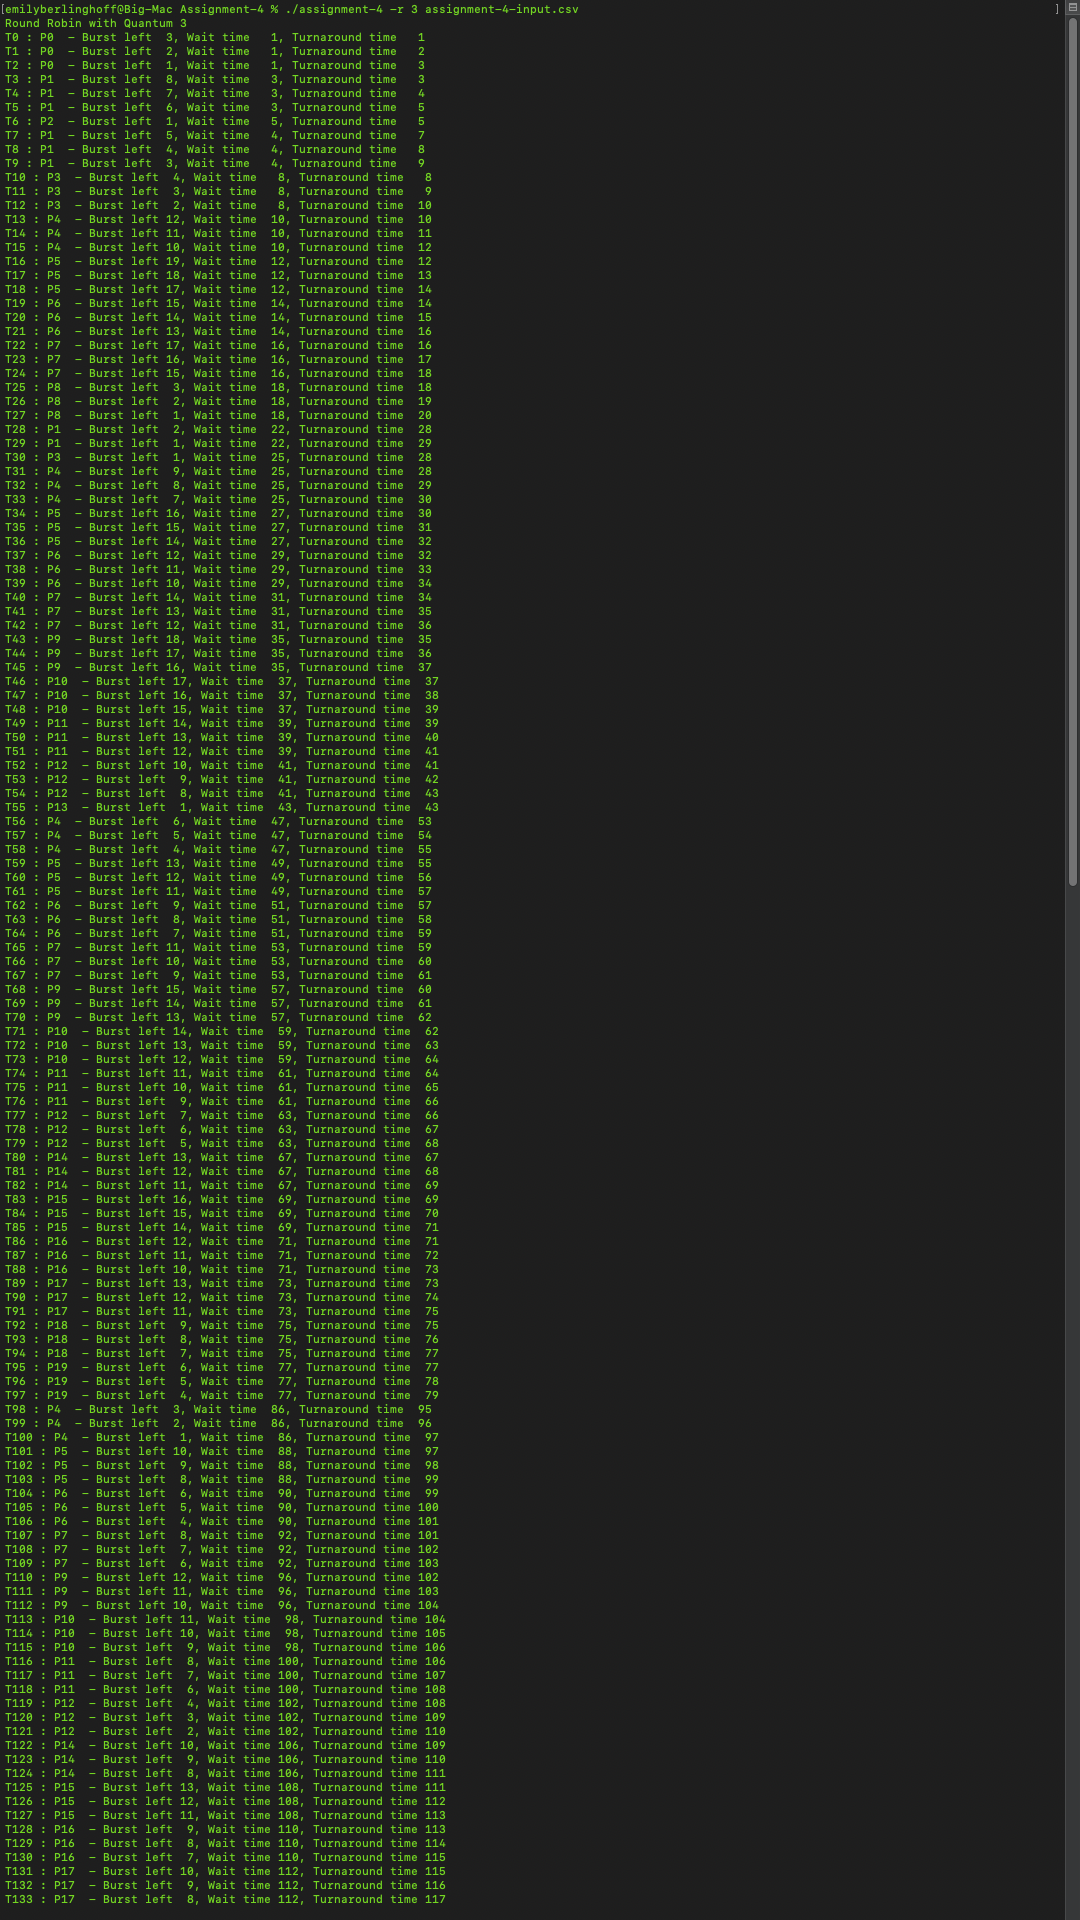 [emilyberlinghoff@Big-Mac Assignment-4 % ./assignment-4 -r 3 assignment-4-input.csv ]
Round Robin with Quantum 3
T0 : P0  – Burst left  3, Wait time   1, Turnaround time   1
T1 : P0  – Burst left  2, Wait time   1, Turnaround time   2
T2 : P0  – Burst left  1, Wait time   1, Turnaround time   3
T3 : P1  – Burst left  8, Wait time   3, Turnaround time   3
T4 : P1  – Burst left  7, Wait time   3, Turnaround time   4
T5 : P1  – Burst left  6, Wait time   3, Turnaround time   5
T6 : P2  – Burst left  1, Wait time   5, Turnaround time   5
T7 : P1  – Burst left  5, Wait time   4, Turnaround time   7
T8 : P1  – Burst left  4, Wait time   4, Turnaround time   8
T9 : P1  – Burst left  3, Wait time   4, Turnaround time   9
T10 : P3  – Burst left  4, Wait time   8, Turnaround time   8
T11 : P3  – Burst left  3, Wait time   8, Turnaround time   9
T12 : P3  – Burst left  2, Wait time   8, Turnaround time  10
T13 : P4  – Burst left 12, Wait time  10, Turnaround time  10
T14 : P4  – Burst left 11, Wait time  10, Turnaround time  11
T15 : P4  – Burst left 10, Wait time  10, Turnaround time  12
T16 : P5  – Burst left 19, Wait time  12, Turnaround time  12
T17 : P5  – Burst left 18, Wait time  12, Turnaround time  13
T18 : P5  – Burst left 17, Wait time  12, Turnaround time  14
T19 : P6  – Burst left 15, Wait time  14, Turnaround time  14
T20 : P6  – Burst left 14, Wait time  14, Turnaround time  15
T21 : P6  – Burst left 13, Wait time  14, Turnaround time  16
T22 : P7  – Burst left 17, Wait time  16, Turnaround time  16
T23 : P7  – Burst left 16, Wait time  16, Turnaround time  17
T24 : P7  – Burst left 15, Wait time  16, Turnaround time  18
T25 : P8  – Burst left  3, Wait time  18, Turnaround time  18
T26 : P8  – Burst left  2, Wait time  18, Turnaround time  19
T27 : P8  – Burst left  1, Wait time  18, Turnaround time  20
T28 : P1  – Burst left  2, Wait time  22, Turnaround time  28
T29 : P1  – Burst left  1, Wait time  22, Turnaround time  29
T30 : P3  – Burst left  1, Wait time  25, Turnaround time  28
T31 : P4  – Burst left  9, Wait time  25, Turnaround time  28
T32 : P4  – Burst left  8, Wait time  25, Turnaround time  29
T33 : P4  – Burst left  7, Wait time  25, Turnaround time  30
T34 : P5  – Burst left 16, Wait time  27, Turnaround time  30
T35 : P5  – Burst left 15, Wait time  27, Turnaround time  31
T36 : P5  – Burst left 14, Wait time  27, Turnaround time  32
T37 : P6  – Burst left 12, Wait time  29, Turnaround time  32
T38 : P6  – Burst left 11, Wait time  29, Turnaround time  33
T39 : P6  – Burst left 10, Wait time  29, Turnaround time  34
T40 : P7  – Burst left 14, Wait time  31, Turnaround time  34
T41 : P7  – Burst left 13, Wait time  31, Turnaround time  35
T42 : P7  – Burst left 12, Wait time  31, Turnaround time  36
T43 : P9  – Burst left 18, Wait time  35, Turnaround time  35
T44 : P9  – Burst left 17, Wait time  35, Turnaround time  36
T45 : P9  – Burst left 16, Wait time  35, Turnaround time  37
T46 : P10  – Burst left 17, Wait time  37, Turnaround time  37
T47 : P10  – Burst left 16, Wait time  37, Turnaround time  38
T48 : P10  – Burst left 15, Wait time  37, Turnaround time  39
T49 : P11  – Burst left 14, Wait time  39, Turnaround time  39
T50 : P11  – Burst left 13, Wait time  39, Turnaround time  40
T51 : P11  – Burst left 12, Wait time  39, Turnaround time  41
T52 : P12  – Burst left 10, Wait time  41, Turnaround time  41
T53 : P12  – Burst left  9, Wait time  41, Turnaround time  42
T54 : P12  – Burst left  8, Wait time  41, Turnaround time  43
T55 : P13  – Burst left  1, Wait time  43, Turnaround time  43
T56 : P4  – Burst left  6, Wait time  47, Turnaround time  53
T57 : P4  – Burst left  5, Wait time  47, Turnaround time  54
T58 : P4  – Burst left  4, Wait time  47, Turnaround time  55
T59 : P5  – Burst left 13, Wait time  49, Turnaround time  55
T60 : P5  – Burst left 12, Wait time  49, Turnaround time  56
T61 : P5  – Burst left 11, Wait time  49, Turnaround time  57
T62 : P6  – Burst left  9, Wait time  51, Turnaround time  57
T63 : P6  – Burst left  8, Wait time  51, Turnaround time  58
T64 : P6  – Burst left  7, Wait time  51, Turnaround time  59
T65 : P7  – Burst left 11, Wait time  53, Turnaround time  59
T66 : P7  – Burst left 10, Wait time  53, Turnaround time  60
T67 : P7  – Burst left  9, Wait time  53, Turnaround time  61
T68 : P9  – Burst left 15, Wait time  57, Turnaround time  60
T69 : P9  – Burst left 14, Wait time  57, Turnaround time  61
T70 : P9  – Burst left 13, Wait time  57, Turnaround time  62
T71 : P10  – Burst left 14, Wait time  59, Turnaround time  62
T72 : P10  – Burst left 13, Wait time  59, Turnaround time  63
T73 : P10  – Burst left 12, Wait time  59, Turnaround time  64
T74 : P11  – Burst left 11, Wait time  61, Turnaround time  64
T75 : P11  – Burst left 10, Wait time  61, Turnaround time  65
T76 : P11  – Burst left  9, Wait time  61, Turnaround time  66
T77 : P12  – Burst left  7, Wait time  63, Turnaround time  66
T78 : P12  – Burst left  6, Wait time  63, Turnaround time  67
T79 : P12  – Burst left  5, Wait time  63, Turnaround time  68
T80 : P14  – Burst left 13, Wait time  67, Turnaround time  67
T81 : P14  – Burst left 12, Wait time  67, Turnaround time  68
T82 : P14  – Burst left 11, Wait time  67, Turnaround time  69
T83 : P15  – Burst left 16, Wait time  69, Turnaround time  69
T84 : P15  – Burst left 15, Wait time  69, Turnaround time  70
T85 : P15  – Burst left 14, Wait time  69, Turnaround time  71
T86 : P16  – Burst left 12, Wait time  71, Turnaround time  71
T87 : P16  – Burst left 11, Wait time  71, Turnaround time  72
T88 : P16  – Burst left 10, Wait time  71, Turnaround time  73
T89 : P17  – Burst left 13, Wait time  73, Turnaround time  73
T90 : P17  – Burst left 12, Wait time  73, Turnaround time  74
T91 : P17  – Burst left 11, Wait time  73, Turnaround time  75
T92 : P18  – Burst left  9, Wait time  75, Turnaround time  75
T93 : P18  – Burst left  8, Wait time  75, Turnaround time  76
T94 : P18  – Burst left  7, Wait time  75, Turnaround time  77
T95 : P19  – Burst left  6, Wait time  77, Turnaround time  77
T96 : P19  – Burst left  5, Wait time  77, Turnaround time  78
T97 : P19  – Burst left  4, Wait time  77, Turnaround time  79
T98 : P4  – Burst left  3, Wait time  86, Turnaround time  95
T99 : P4  – Burst left  2, Wait time  86, Turnaround time  96
T100 : P4  – Burst left  1, Wait time  86, Turnaround time  97
T101 : P5  – Burst left 10, Wait time  88, Turnaround time  97
T102 : P5  – Burst left  9, Wait time  88, Turnaround time  98
T103 : P5  – Burst left  8, Wait time  88, Turnaround time  99
T104 : P6  – Burst left  6, Wait time  90, Turnaround time  99
T105 : P6  – Burst left  5, Wait time  90, Turnaround time 100
T106 : P6  – Burst left  4, Wait time  90, Turnaround time 101
T107 : P7  – Burst left  8, Wait time  92, Turnaround time 101
T108 : P7  – Burst left  7, Wait time  92, Turnaround time 102
T109 : P7  – Burst left  6, Wait time  92, Turnaround time 103
T110 : P9  – Burst left 12, Wait time  96, Turnaround time 102
T111 : P9  – Burst left 11, Wait time  96, Turnaround time 103
T112 : P9  – Burst left 10, Wait time  96, Turnaround time 104
T113 : P10  – Burst left 11, Wait time  98, Turnaround time 104
T114 : P10  – Burst left 10, Wait time  98, Turnaround time 105
T115 : P10  – Burst left  9, Wait time  98, Turnaround time 106
T116 : P11  – Burst left  8, Wait time 100, Turnaround time 106
T117 : P11  – Burst left  7, Wait time 100, Turnaround time 107
T118 : P11  – Burst left  6, Wait time 100, Turnaround time 108
T119 : P12  – Burst left  4, Wait time 102, Turnaround time 108
T120 : P12  – Burst left  3, Wait time 102, Turnaround time 109
T121 : P12  – Burst left  2, Wait time 102, Turnaround time 110
T122 : P14  – Burst left 10, Wait time 106, Turnaround time 109
T123 : P14  – Burst left  9, Wait time 106, Turnaround time 110
T124 : P14  – Burst left  8, Wait time 106, Turnaround time 111
T125 : P15  – Burst left 13, Wait time 108, Turnaround time 111
T126 : P15  – Burst left 12, Wait time 108, Turnaround time 112
T127 : P15  – Burst left 11, Wait time 108, Turnaround time 113
T128 : P16  – Burst left  9, Wait time 110, Turnaround time 113
T129 : P16  – Burst left  8, Wait time 110, Turnaround time 114
T130 : P16  – Burst left  7, Wait time 110, Turnaround time 115
T131 : P17  – Burst left 10, Wait time 112, Turnaround time 115
T132 : P17  – Burst left  9, Wait time 112, Turnaround time 116
T133 : P17  – Burst left  8, Wait time 112, Turnaround time 117